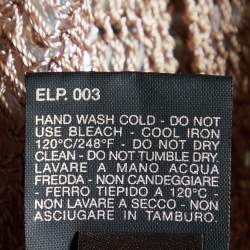 ELP. 003
HAND WASH COLD - DO NOT
USE BLEACH - COOL IRON
120°C/248°F - DO NOT DRY
CLEAN - DO NOT TUMBLE DRY.
LAVARE A MANO ACQUA
FREDDA - NON CANDEGGIARE
- FERRO TIEPIDO A 120°C -
NON LAVARE A SECCO - NON
ASCIUGARE IN TAMBURO.